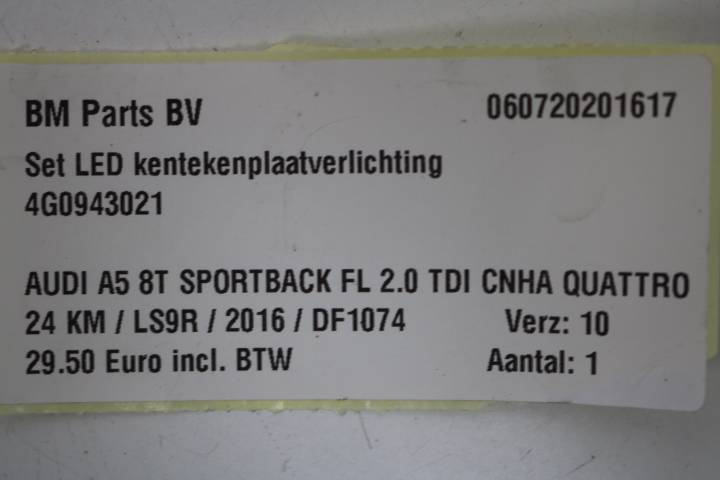 BM Parts BV 060720201617
Set LED kentekenplaatverlichting
4G0943021
AUDI A5 8T SPORTBACK FL 2.0 TDI CNHA QUATTRO
24 KM / LS9R / 2016 / DF1074 Verz: 10
29.50 Euro incl. BTW Aantal: 1